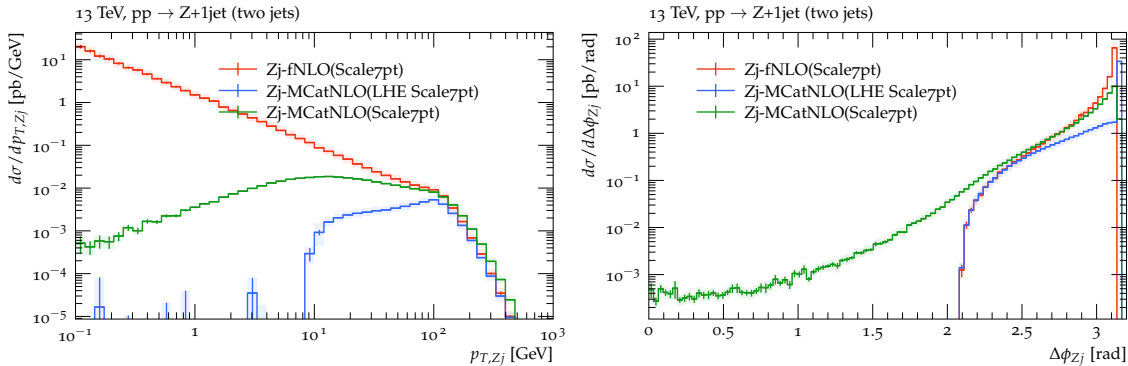 13 TeV, pp → Z+1jet (two jets)
dσ/dp_{T,Zj} [pb/GeV]
10^1
1
10^{-1}
10^{-2}
10^{-3}
10^{-4}
10^{-5}
Zj-fNLO(Scale7pt)
Zj-MCatNLO(LHE Scale7pt)
Zj-MCatNLO(Scale7pt)
10^{-1} 1 10^1 10^2 10^3
p_{T,Zj} [GeV]
13 TeV, pp → Z+1jet (two jets)
dσ/dΔϕ_{Zj} [pb/rad]
10^2
10^1
1
10^{-1}
10^{-2}
10^{-3}
Zj-fNLO(Scale7pt)
Zj-MCatNLO(LHE Scale7pt)
Zj-MCatNLO(Scale7pt)
0 0.5 1 1.5 2 2.5 3
Δϕ_{Zj} [rad]